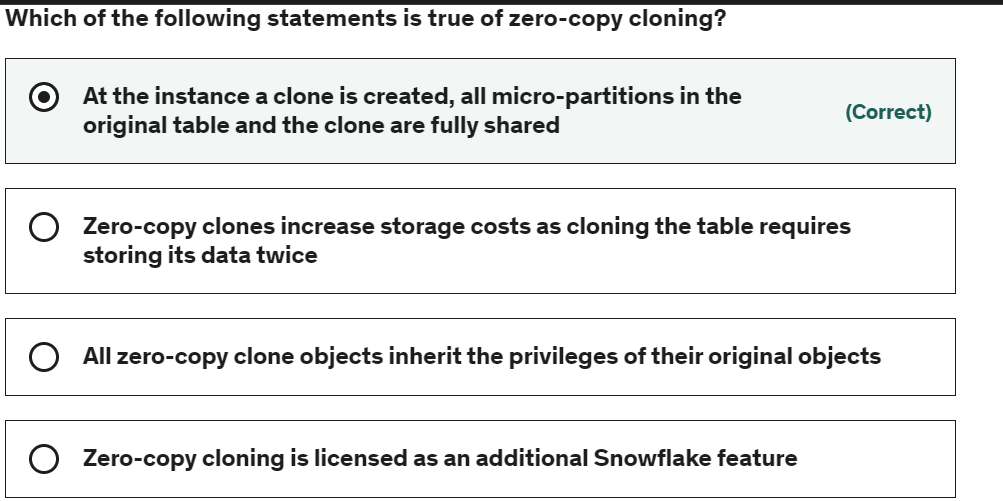 Which of the following statements is true of zero-copy cloning?
At the instance a clone is created, all micro-partitions in the
original table and the clone are fully shared
(Correct)
Zero-copy clones increase storage costs as cloning the table requires
storing its data twice
All zero-copy clone objects inherit the privileges of their original objects
Zero-copy cloning is licensed as an additional Snowflake feature